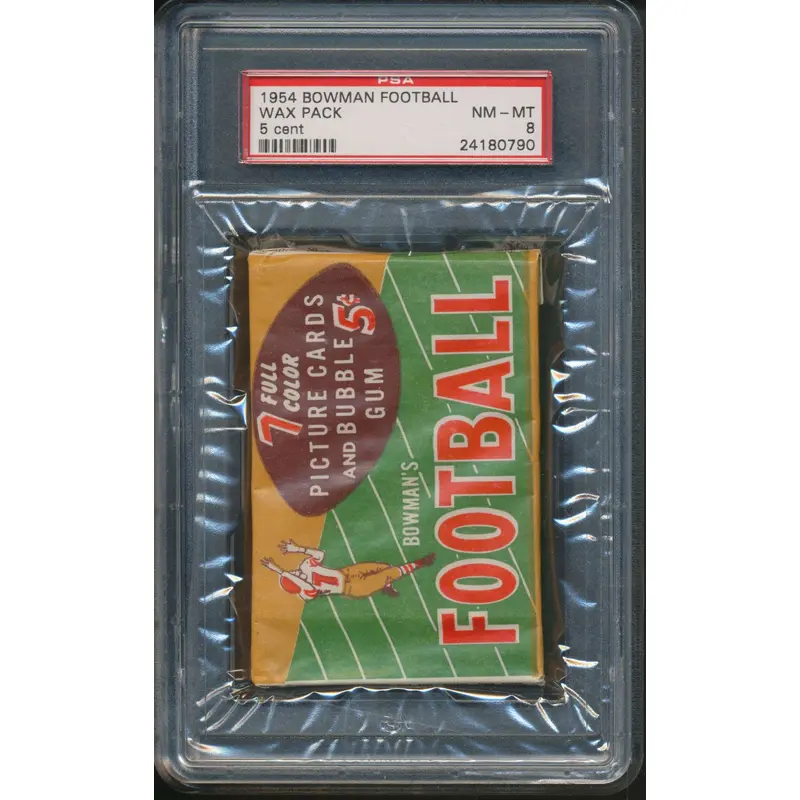 PSA
1954 BOWMAN FOOTBALL
WAX PACK NM - MT
5 cent 8
24180790
7 FULL COLOR
PICTURE CARDS
AND BUBBLE 5¢
GUM
BOWMAN'S
FOOTBALL
7